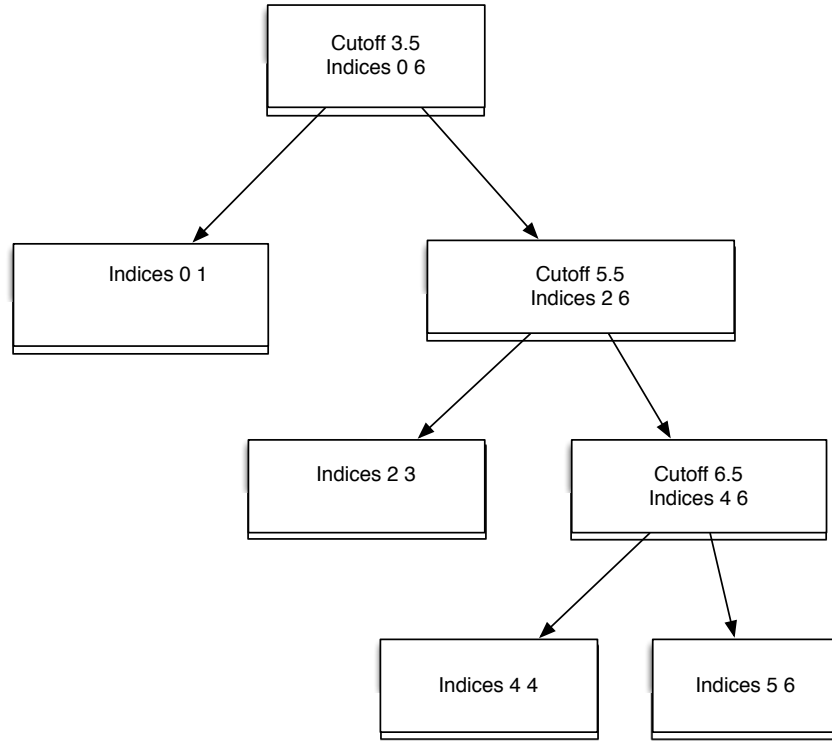 Cutoff 3.5
Indices 0 6
Indices 0 1
Cutoff 5.5
Indices 2 6
Indices 2 3
Cutoff 6.5
Indices 4 6
Indices 4 4
Indices 5 6